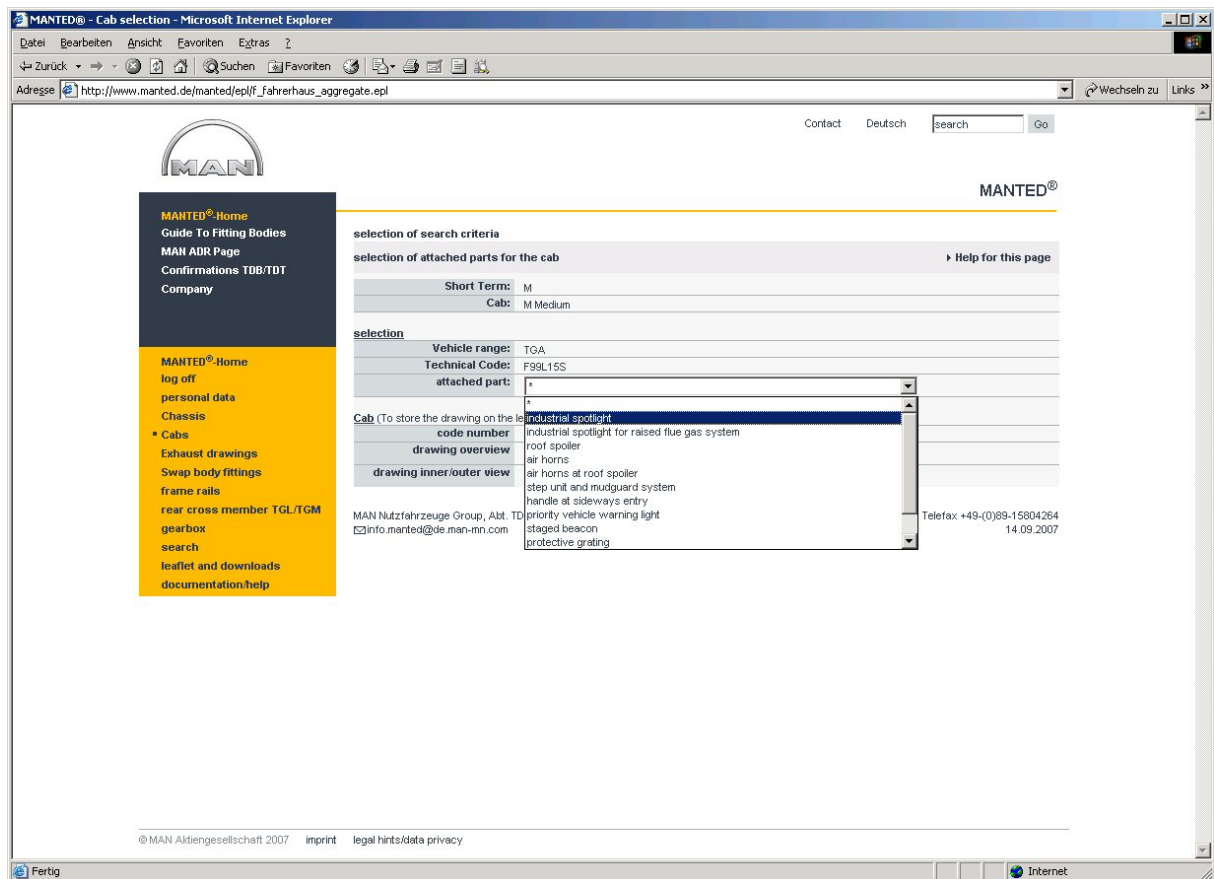 MANTED® - Cab selection - Microsoft Internet Explorer
Datei Bearbeiten Ansicht Favoriten Extras ?
Zurück Suchen Favoriten
Adresse http://www.manted.de/manted/epl/f_fahrerhaus_aggregate.epl Wechseln zu Links »
Contact Deutsch search Go
MAN
MANTED®
MANTED®-Home
Guide To Fitting Bodies
MAN ADR Page
Confirmations TDB/TDT
Company
MANTED®-Home
log off
personal data
Chassis
Cabs
Exhaust drawings
Swap body fittings
frame rails
rear cross member TGL/TGM
gearbox
search
leaflet and downloads
documentation/help
selection of search criteria
selection of attached parts for the cab Help for this page
Short Term: M
Cab: M Medium
selection
Vehicle range: TGA
Technical Code: F99L15S
attached part: *
*
industrial spotlight
industrial spotlight for raised flue gas system
roof spoiler
air horns
air horns at roof spoiler
step unit and mudguard system
handle at sideways entry
priority vehicle warning light
staged beacon
protective grating
Cab (To store the drawing on the le
code number
drawing overview
drawing inner/outer view
MAN Nutzfahrzeuge Group, Abt. TD Telefax +49-(0)89-15804264
info.manted@de.man-mn.com 14.09.2007
© MAN Aktiengesellschaft 2007 imprint legal hints/data privacy
Fertig Internet